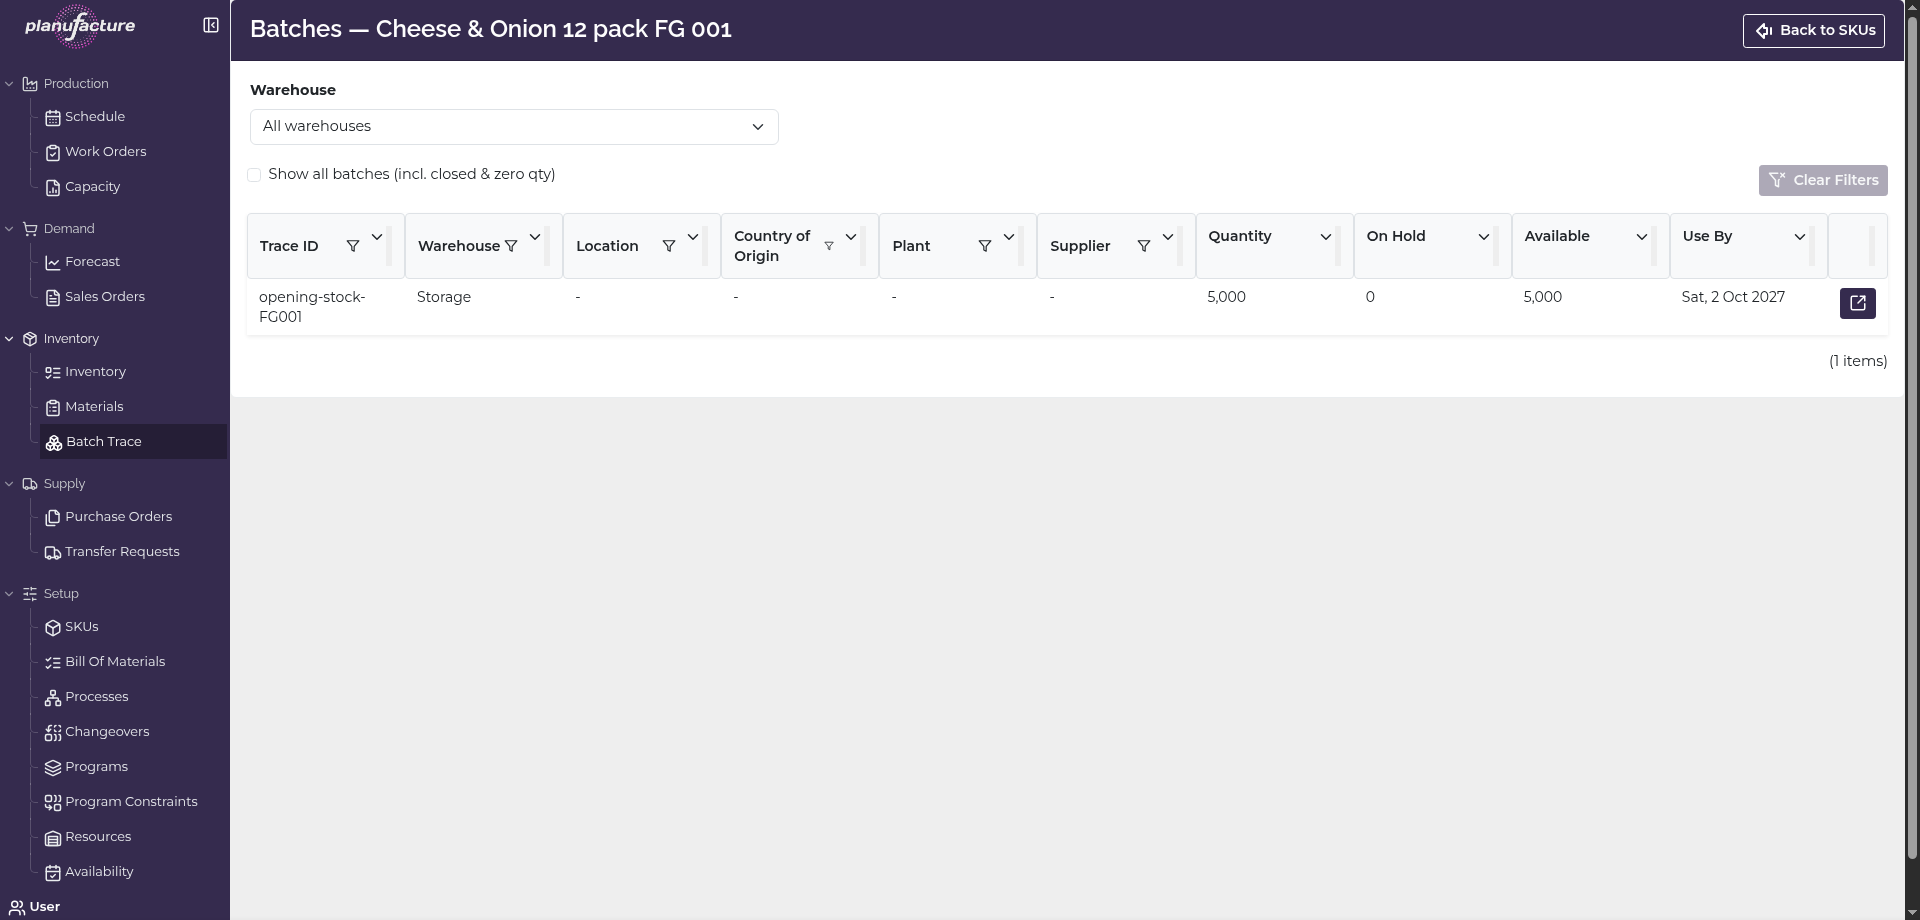 planufacture
Production
Schedule
Work Orders
Capacity
Demand
Forecast
Sales Orders
Inventory
Inventory
Materials
Batch Trace
Supply
Purchase Orders
Transfer Requests
Setup
SKUs
Bill Of Materials
Processes
Changeovers
Programs
Program Constraints
Resources
Availability
User
Batches — Cheese & Onion 12 pack FG 001
Back to SKUs
Warehouse
All warehouses
Show all batches (incl. closed & zero qty)
Clear Filters
Trace ID Warehouse Location Country of Origin Plant Supplier Quantity On Hold Available Use By
opening-stock-FG001 Storage - - - - 5,000 0 5,000 Sat, 2 Oct 2027
(1 items)